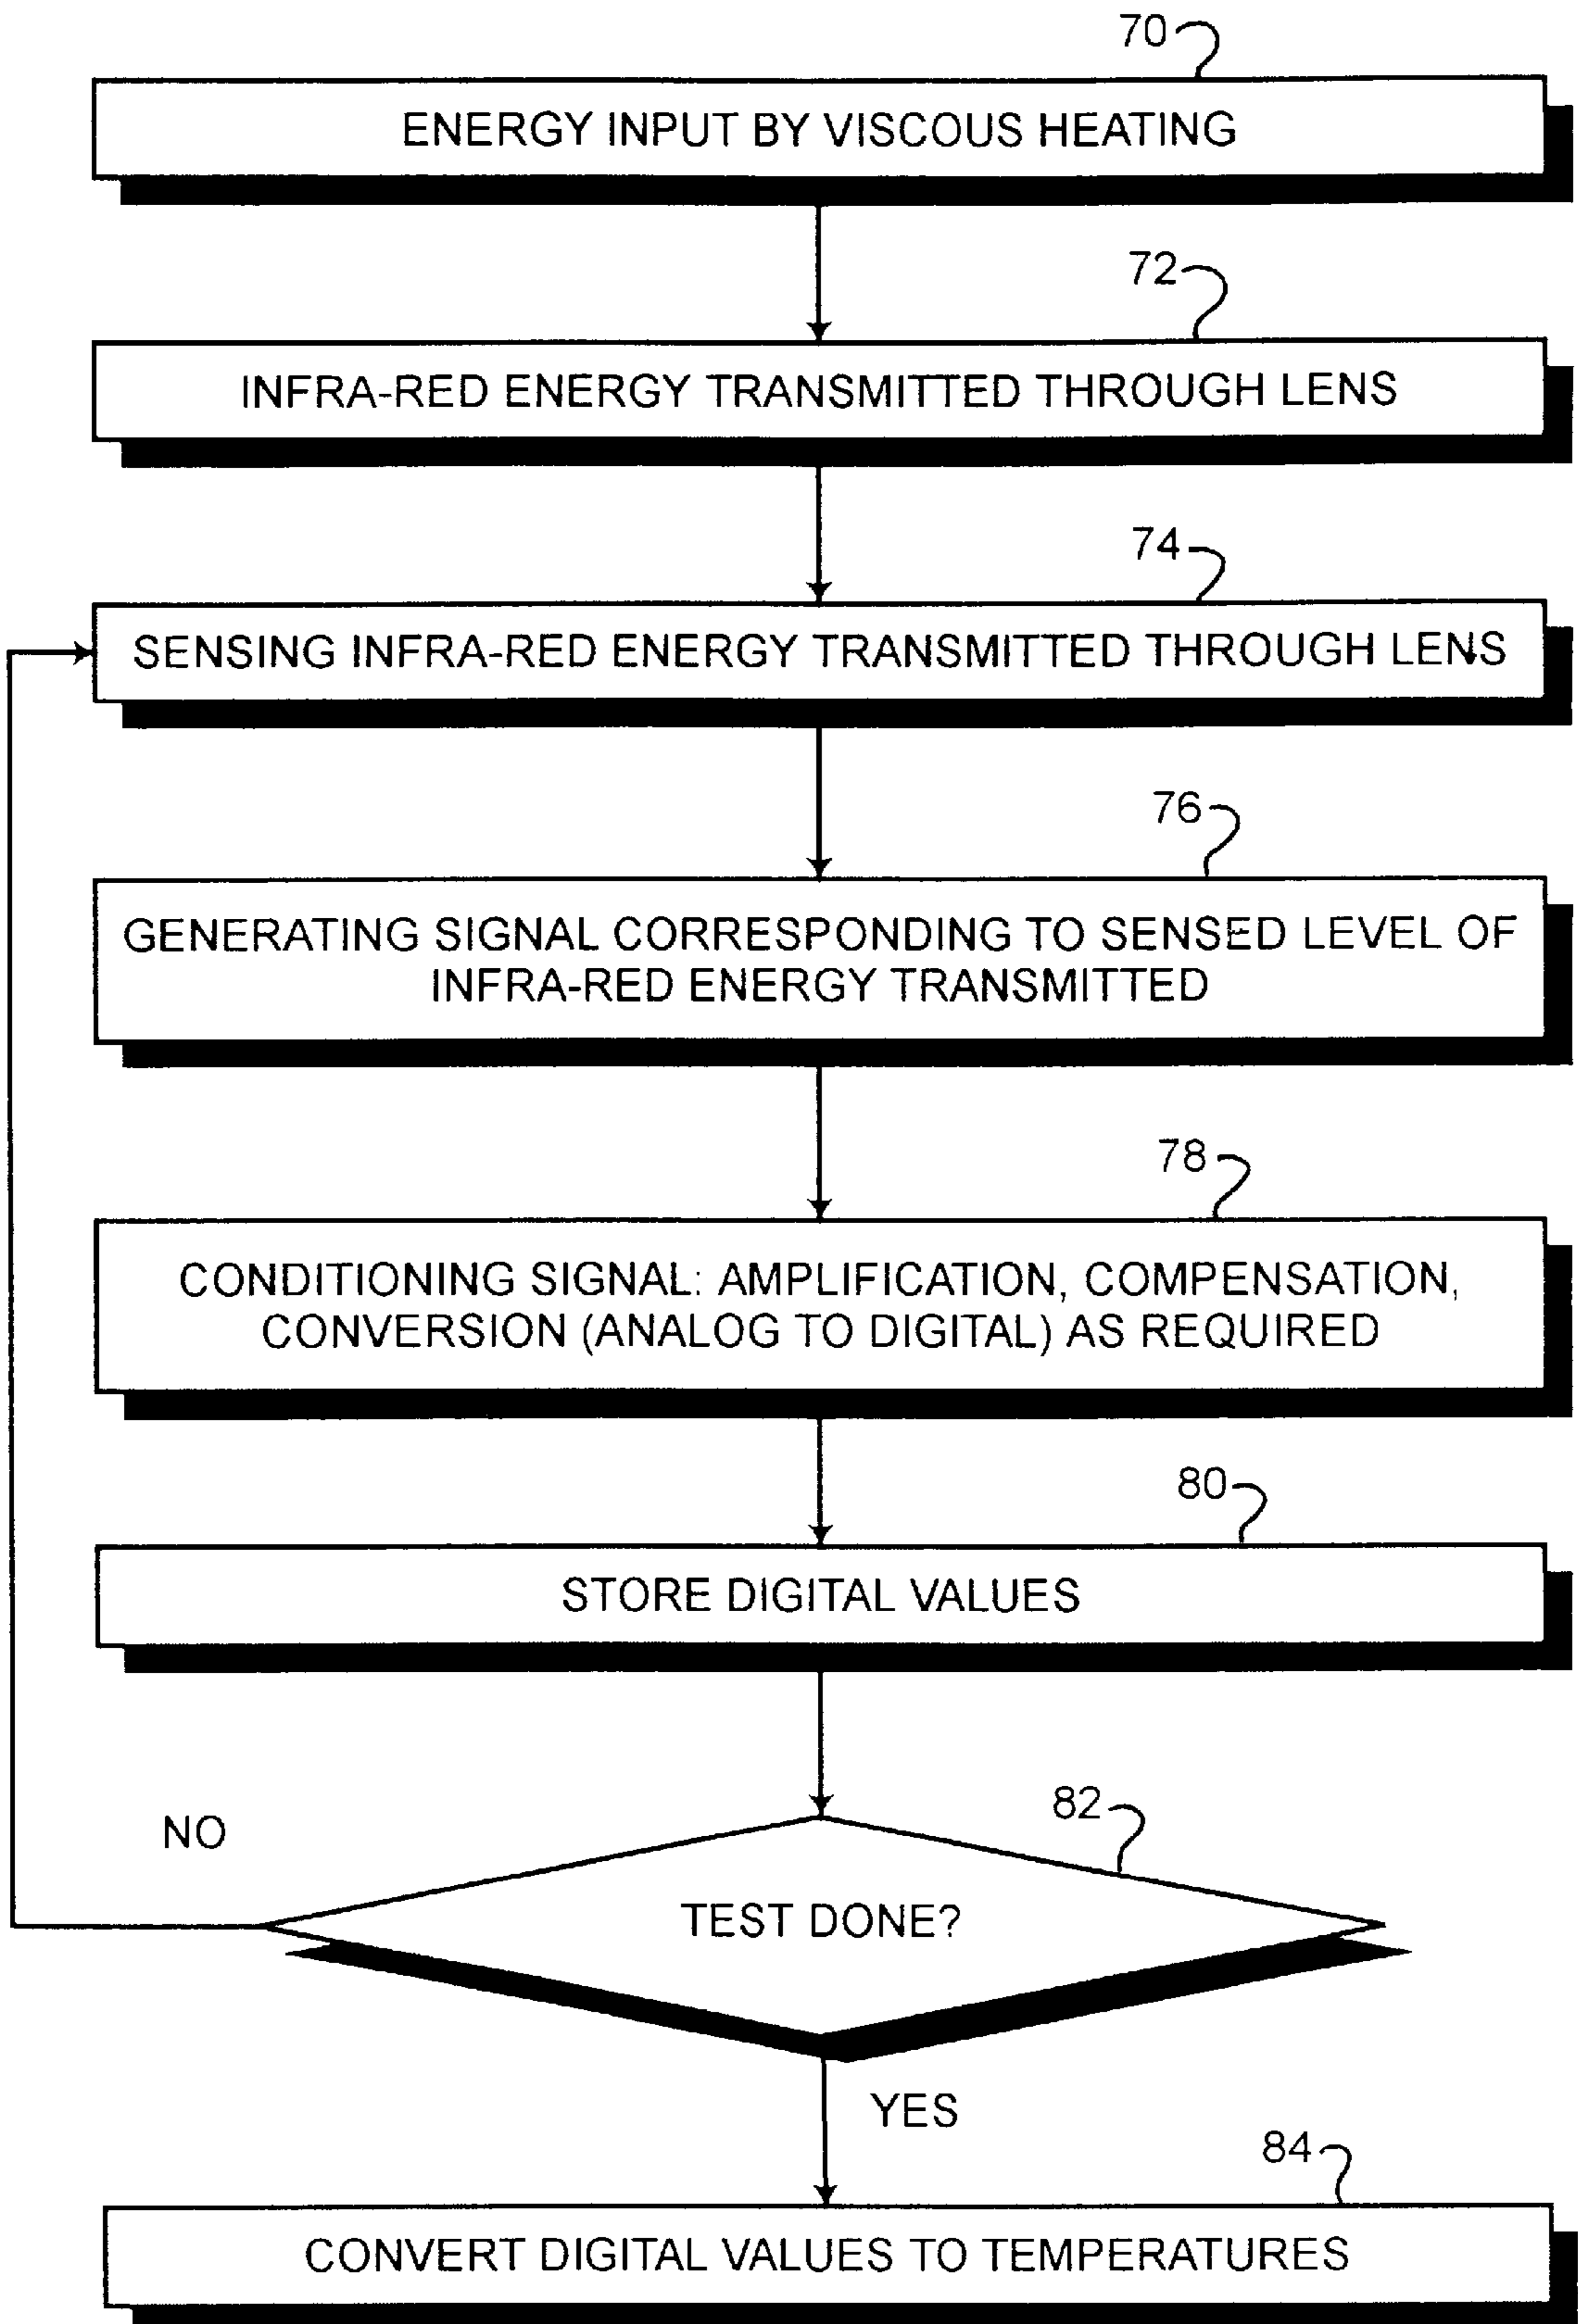 70
ENERGY INPUT BY VISCOUS HEATING
72
INFRA-RED ENERGY TRANSMITTED THROUGH LENS
74
SENSING INFRA-RED ENERGY TRANSMITTED THROUGH LENS
76
GENERATING SIGNAL CORRESPONDING TO SENSED LEVEL OF
INFRA-RED ENERGY TRANSMITTED
78
CONDITIONING SIGNAL: AMPLIFICATION, COMPENSATION,
CONVERSION (ANALOG TO DIGITAL) AS REQUIRED
80
STORE DIGITAL VALUES
82
NO
TEST DONE?
YES
84
CONVERT DIGITAL VALUES TO TEMPERATURES